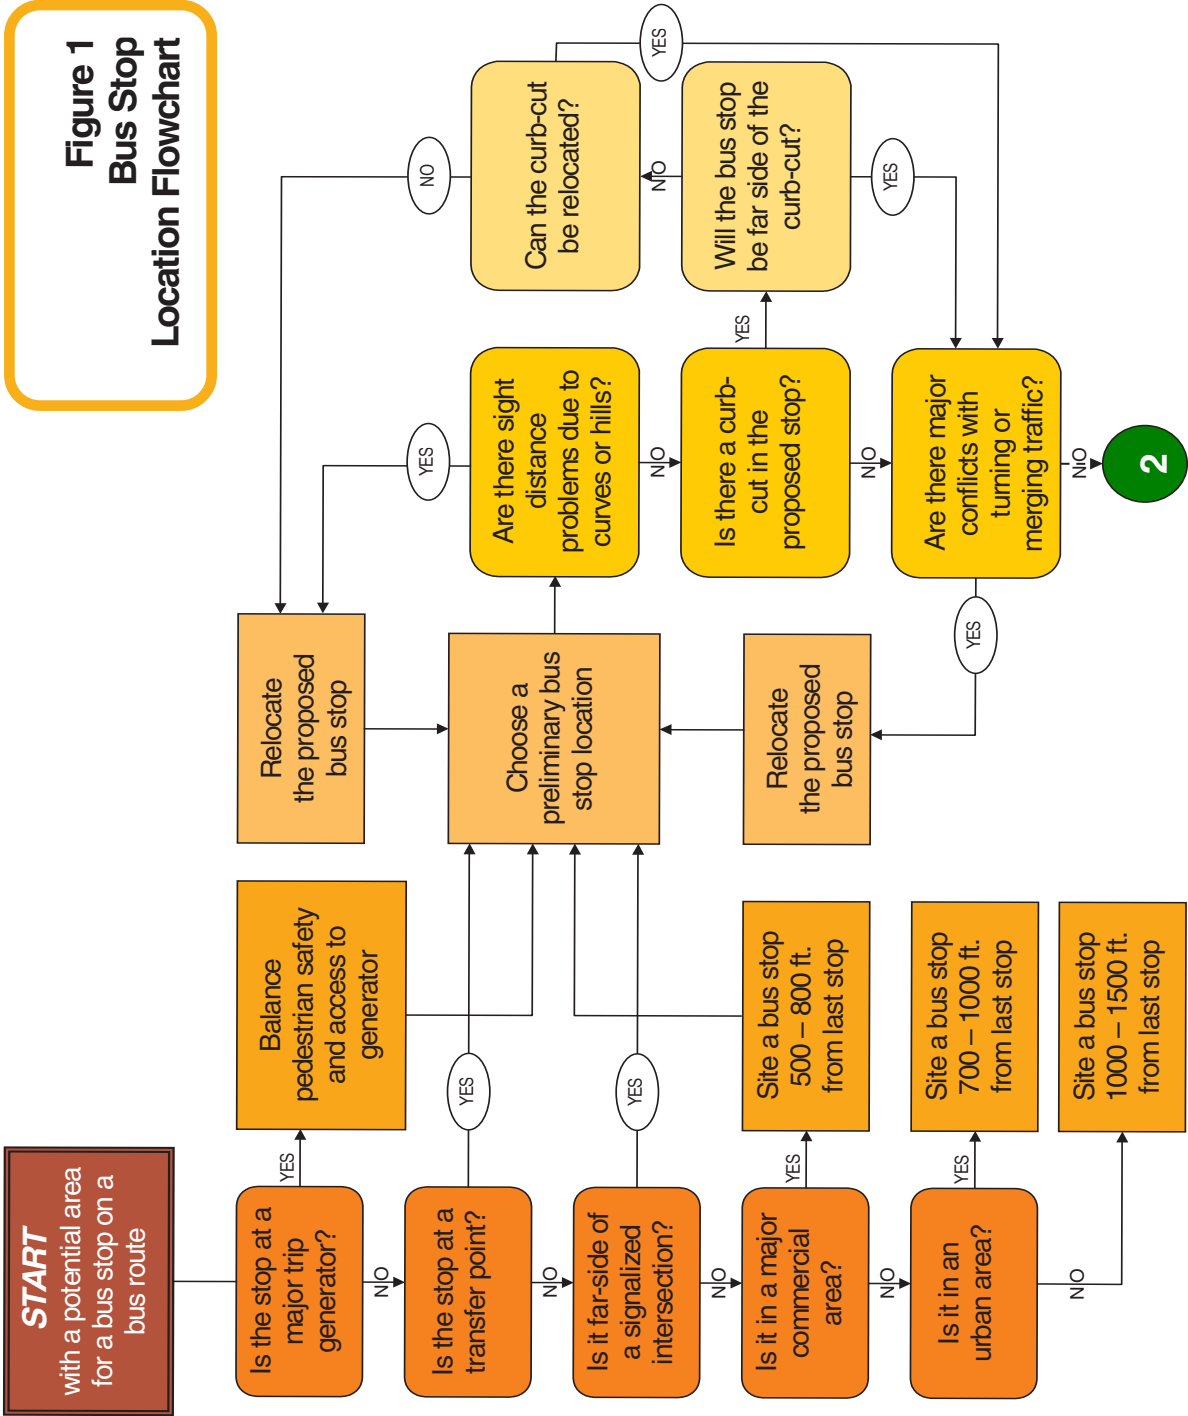 Figure 1
Bus Stop
Location Flowchart
START
with a potential area
for a bus stop on a
bus route
Is the stop at a
major trip
generator?
YES
Balance
pedestrian safety
and access to
generator
NO
Is the stop at a
transfer point?
YES
NO
Is it far-side of
a signalized
intersection?
YES
NO
Is it in a major
commercial
area?
YES
Site a bus stop
500 – 800 ft.
from last stop
NO
Is it in an
urban area?
YES
Site a bus stop
700 – 1000 ft.
from last stop
NO
Site a bus stop
1000 – 1500 ft.
from last stop
Relocate
the proposed
bus stop
Choose a
preliminary bus
stop location
Relocate
the proposed
bus stop
YES
Are there sight
distance
problems due to
curves or hills?
NO
Is there a curb-
cut in the
proposed stop?
YES
NO
Are there major
conflicts with
turning or
merging traffic?
YES
NO
2
NO
Can the curb-cut
be relocated?
YES
NO
Will the bus stop
be far side of the
curb-cut?
YES